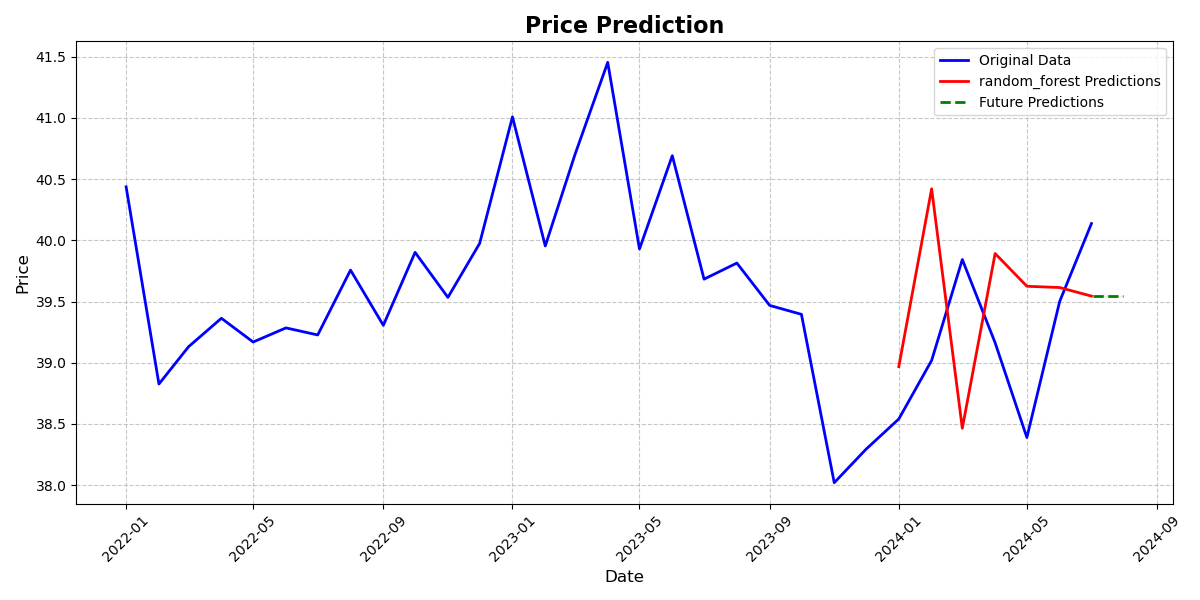 Price Prediction
Original Data
random_forest Predictions
Future Predictions
Price
41.5
41.0
40.5
40.0
39.5
39.0
38.5
38.0
2022-01
2022-05
2022-09
2023-01
2023-05
2023-09
2024-01
2024-05
2024-09
Date